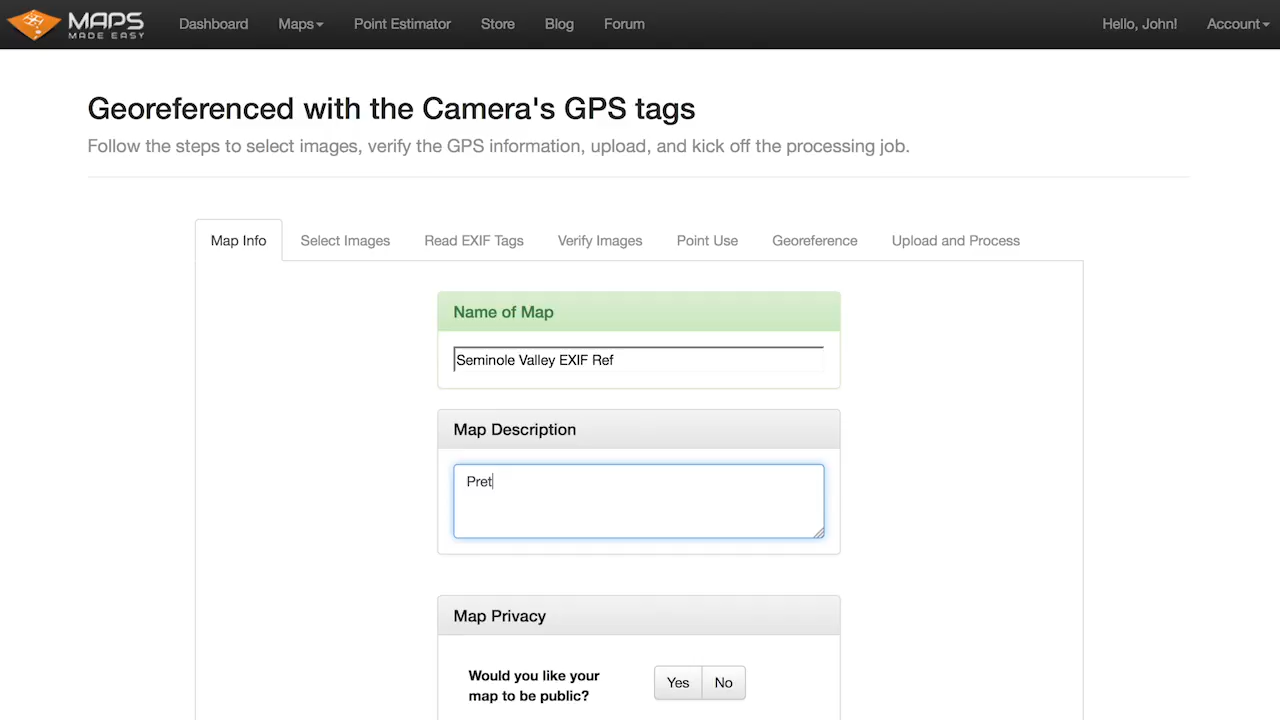 MAPS
MADE EASY
Dashboard Maps Point Estimator Store Blog Forum Hello, John! Account
Georeferenced with the Camera's GPS tags
Follow the steps to select images, verify the GPS information, upload, and kick off the processing job.
Map Info Select Images Read EXIF Tags Verify Images Point Use Georeference Upload and Process
Name of Map
Seminole Valley EXIF Ref
Map Description
Pret
Map Privacy
Would you like your
map to be public?
Yes No